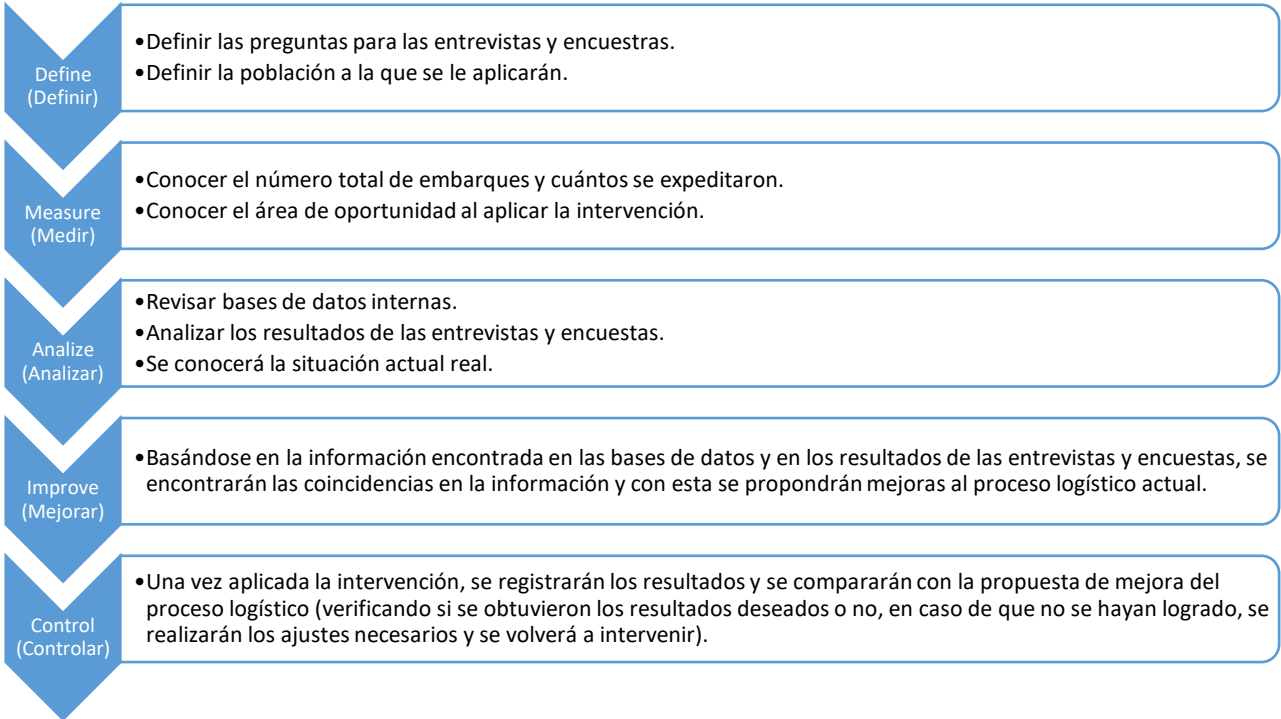 Define
(Definir)
•Definir las preguntas para las entrevistas y encuestras.
•Definir la población a la que se le aplicarán.
Measure
(Medir)
•Conocer el número total de embarques y cuántos se expeditaron.
•Conocer el área de oportunidad al aplicar la intervención.
Analize
(Analizar)
•Revisar bases de datos internas.
•Analizar los resultados de las entrevistas y encuestas.
•Se conocerá la situación actual real.
Improve
(Mejorar)
•Basándose en la información encontrada en las bases de datos y en los resultados de las entrevistas y encuestas, se
encontrarán las coincidencias en la información y con esta se propondrán mejoras al proceso logístico actual.
Control
(Controlar)
•Una vez aplicada la intervención, se registrarán los resultados y se compararán con la propuesta de mejora del
proceso logístico (verificando si se obtuvieron los resultados deseados o no, en caso de que no se hayan logrado, se
realizarán los ajustes necesarios y se volverá a intervenir).